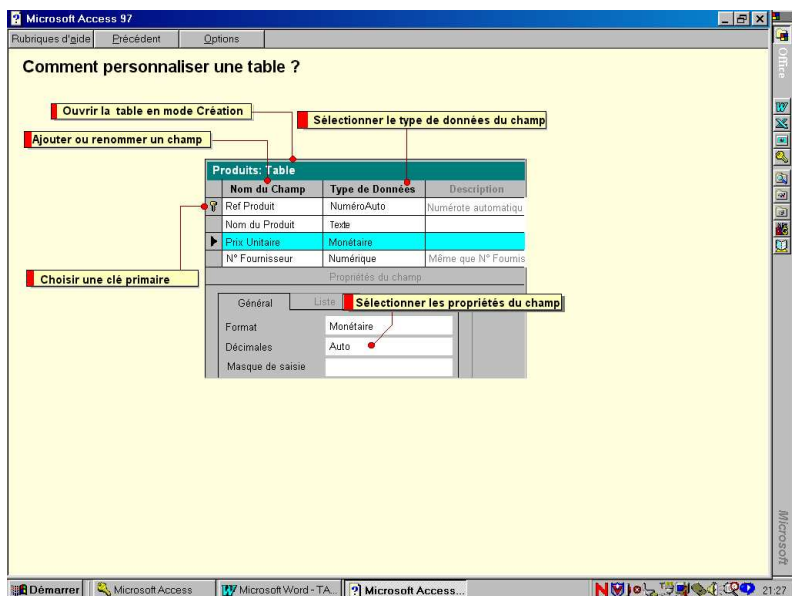 Microsoft Access 97
Rubriques d'aide Précédent Options
Comment personnaliser une table ?
Ouvrir la table en mode Création
Sélectionner le type de données du champ
Ajouter ou renommer un champ
Produits: Table
Nom du Champ Type de Données Description
Ref Produit NuméroAuto Numérote automatiqu
Nom du Produit Texte
Prix Unitaire Monétaire
N° Fournisseur Numérique Même que N° Fournis
Choisir une clé primaire
Propriétés du champ
Général Liste Sélectionner les propriétés du champ
Format Monétaire
Décimales Auto
Masque de saisie
Office
Microsoft
Démarrer Microsoft Access Microsoft Word - TA... Microsoft Access... 21:27